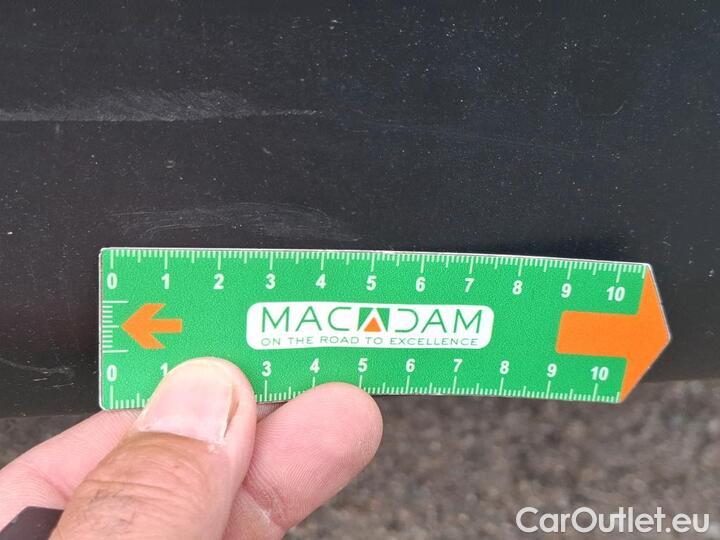 0 1 2 3 4 5 6 7 8 9 10
MACADAM
ON THE ROAD TO EXCELLENCE
0 1 3 4 5 6 7 8 9 10
CarOutlet.eu